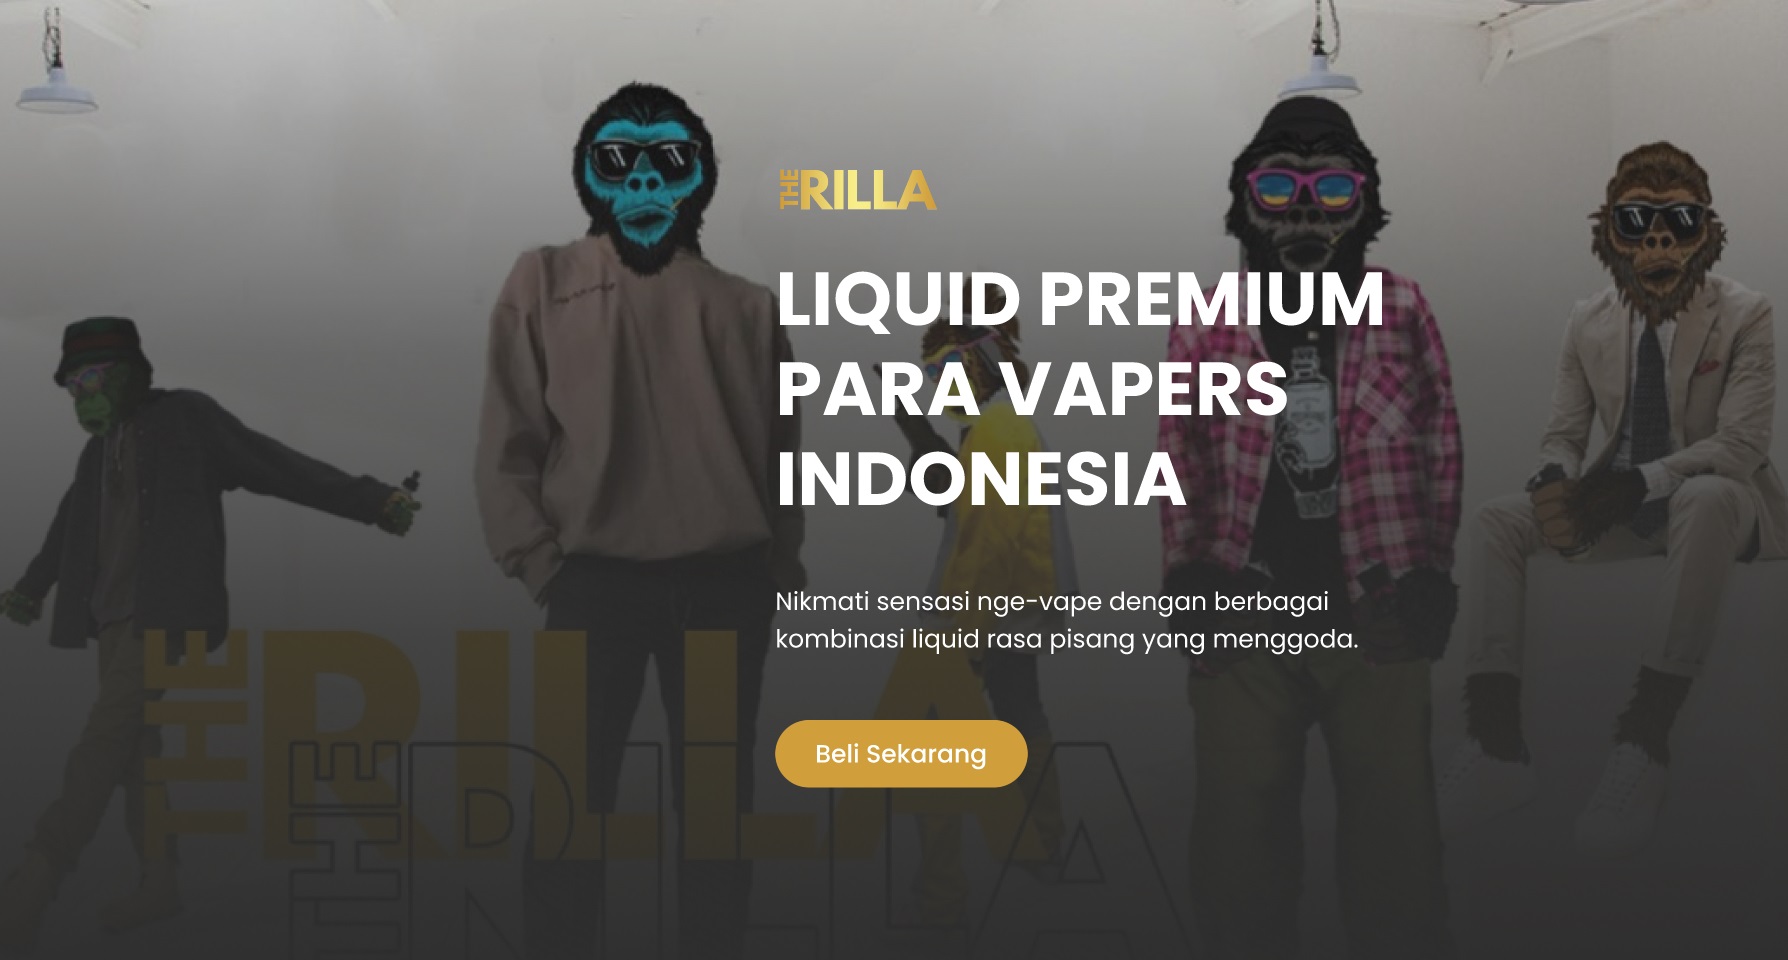 THE RILLA
LIQUID PREMIUM
PARA VAPERS
INDONESIA
Nikmati sensasi nge-vape dengan berbagai
kombinasi liquid rasa pisang yang menggoda.
THE RILLA
Beli Sekarang
THE RILLA